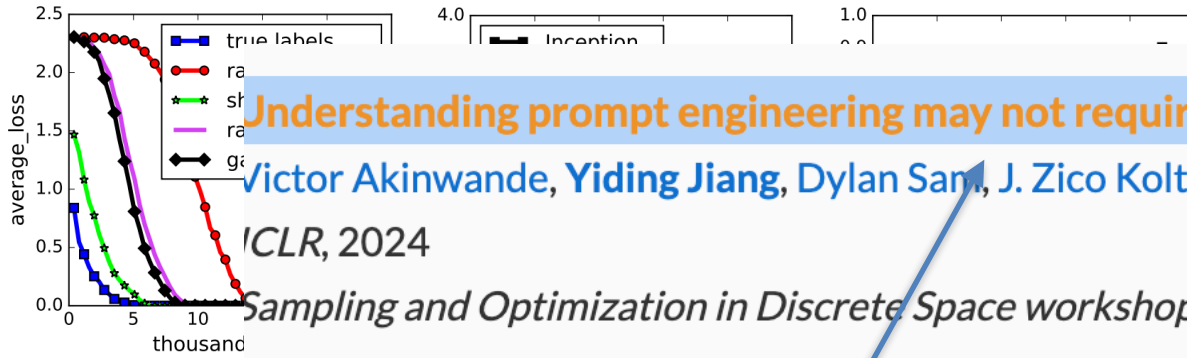 2.5
2.0
1.5
1.0
0.5
0.0
average_loss
0 5 10
thousand
true labels
4.0
Inception
1.0
Understanding prompt engineering may not
Victor Akinwande, Yiding Jiang, Dylan Sam, J. Zico
ICLR, 2024
Sampling and Optimization in Discrete Space workshop